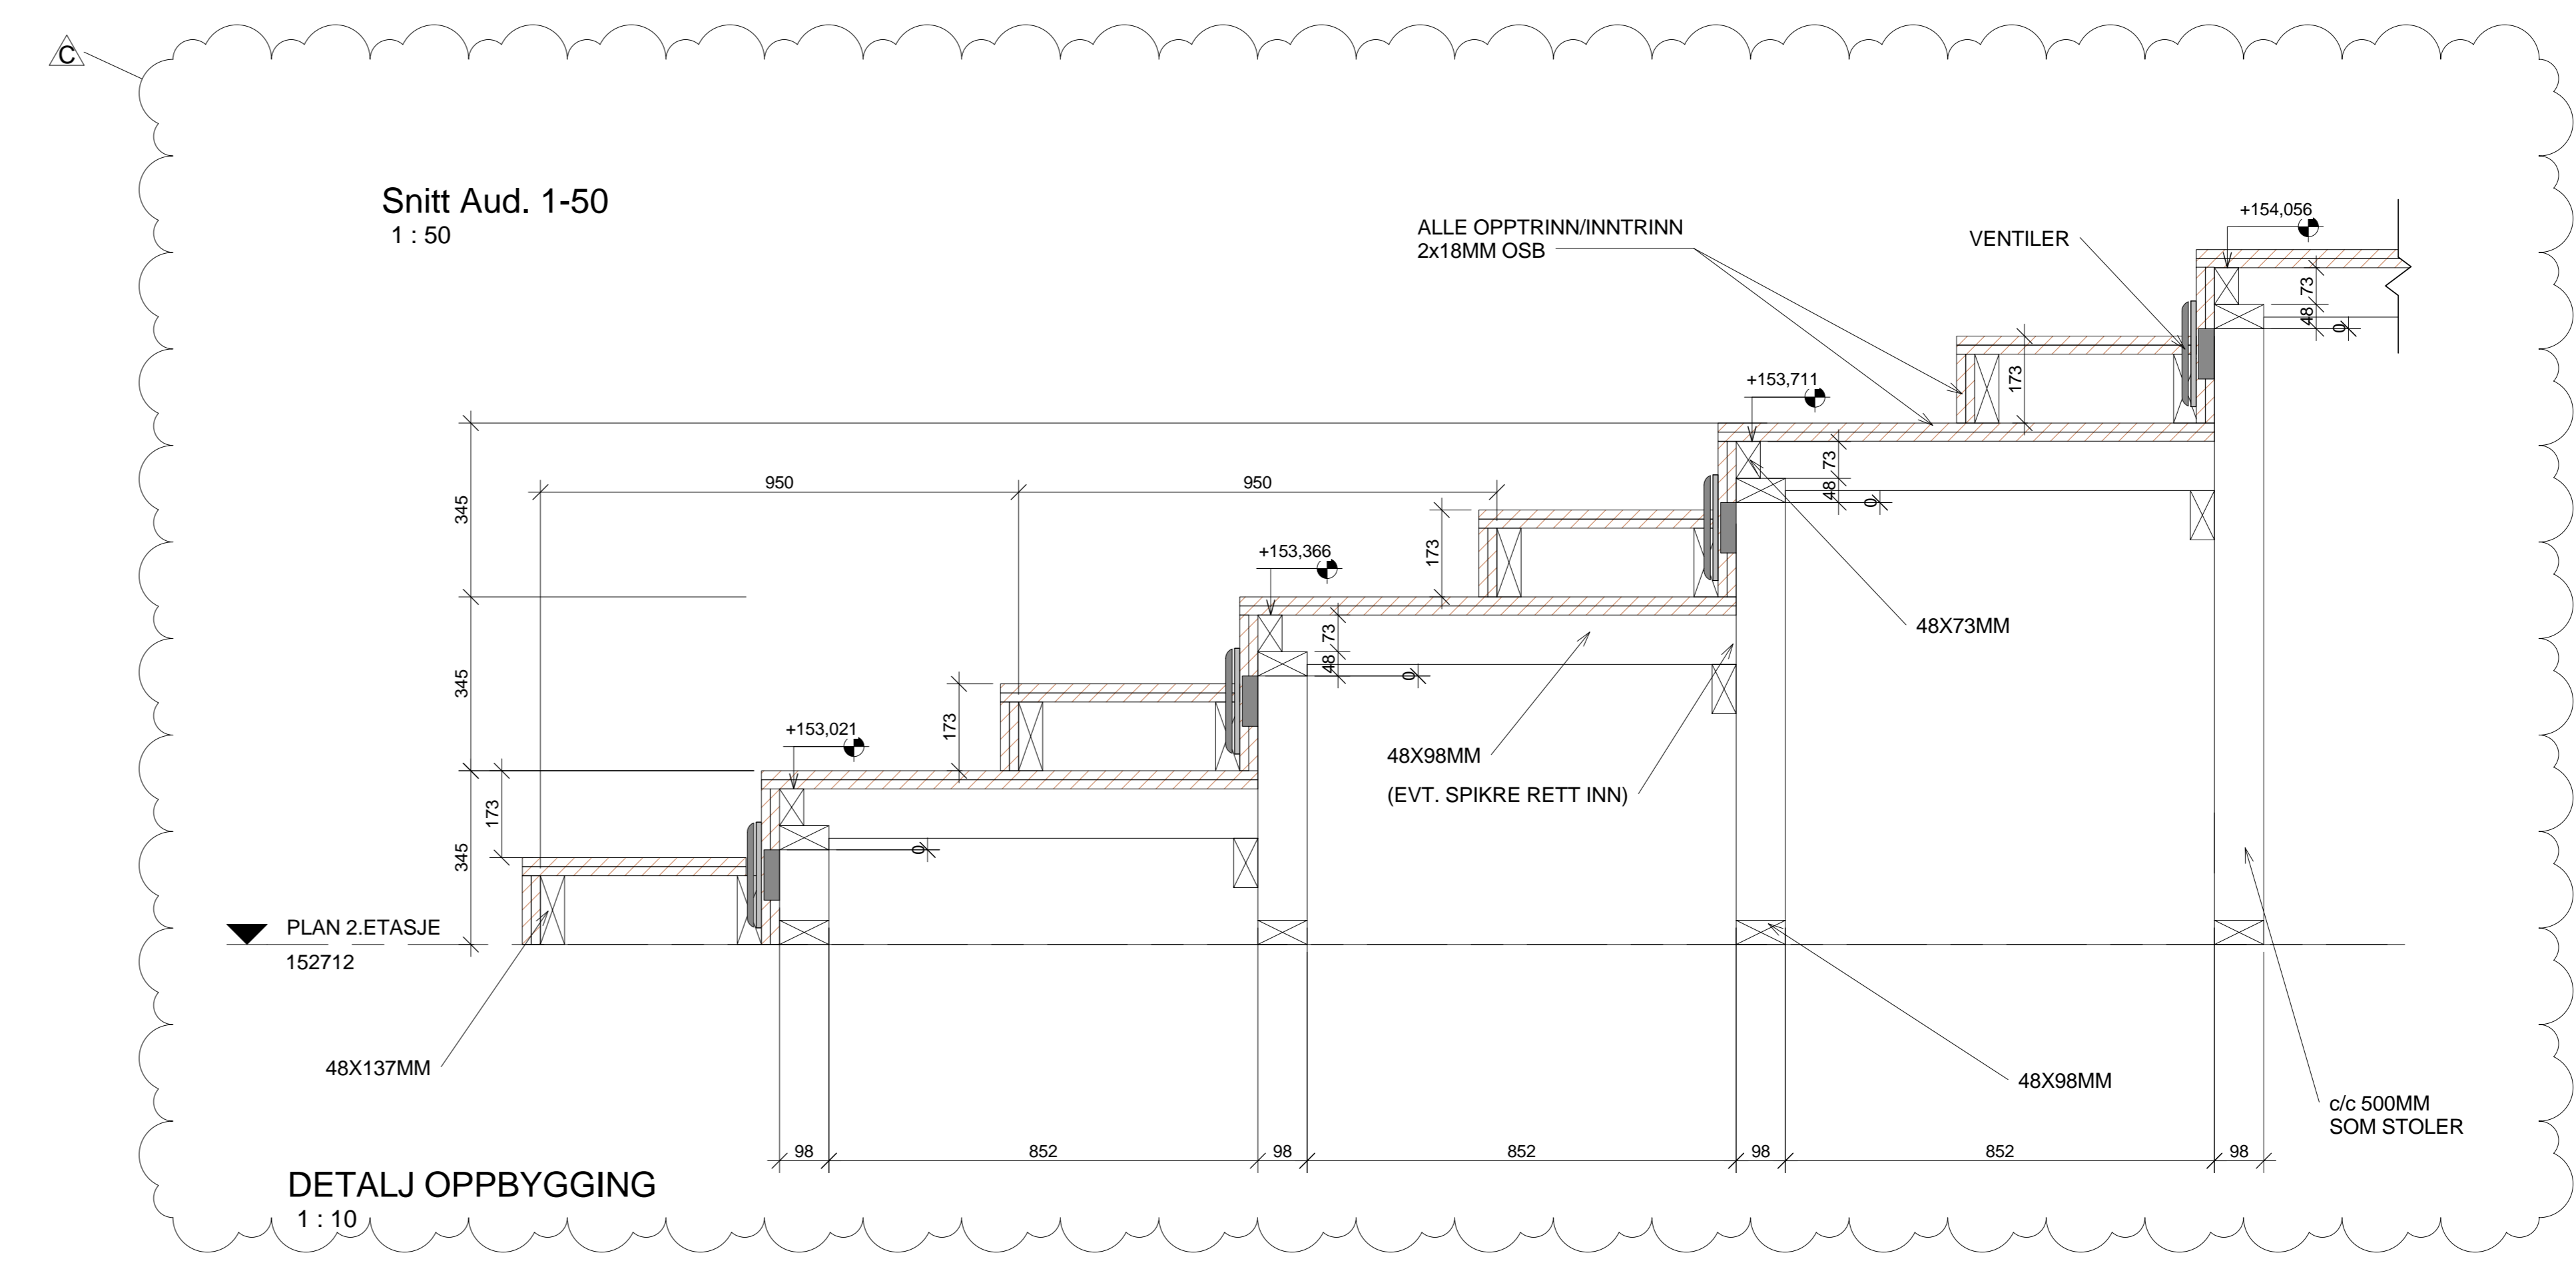 C
Snitt Aud. 1-50
1 : 50
ALLE OPPTRINN/INNTRINN
2x18MM OSB
VENTILER
+154,056
73
48
0
173
+153,711
73
48
0
950
950
345
173
+153,366
73
48
0
48X73MM
345
173
+153,021
0
48X98MM
(EVT. SPIKRE RETT INN)
173
345
PLAN 2.ETASJE
152712
48X137MM
48X98MM
c/c 500MM
SOM STOLER
98
852
98
852
98
852
98
DETALJ OPPBYGGING
1 : 10